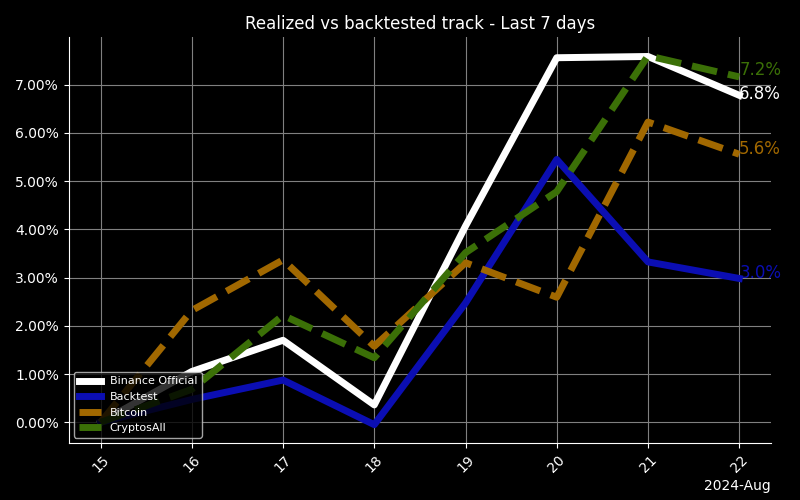 Realized vs backtested track - Last 7 days
7.00%
6.00%
5.00%
4.00%
3.00%
2.00%
1.00%
0.00%
7.2%
6.8%
5.6%
3.0%
Binance Official
Backtest
Bitcoin
CryptosAll
15 16 17 18 19 20 21 22
2024-Aug